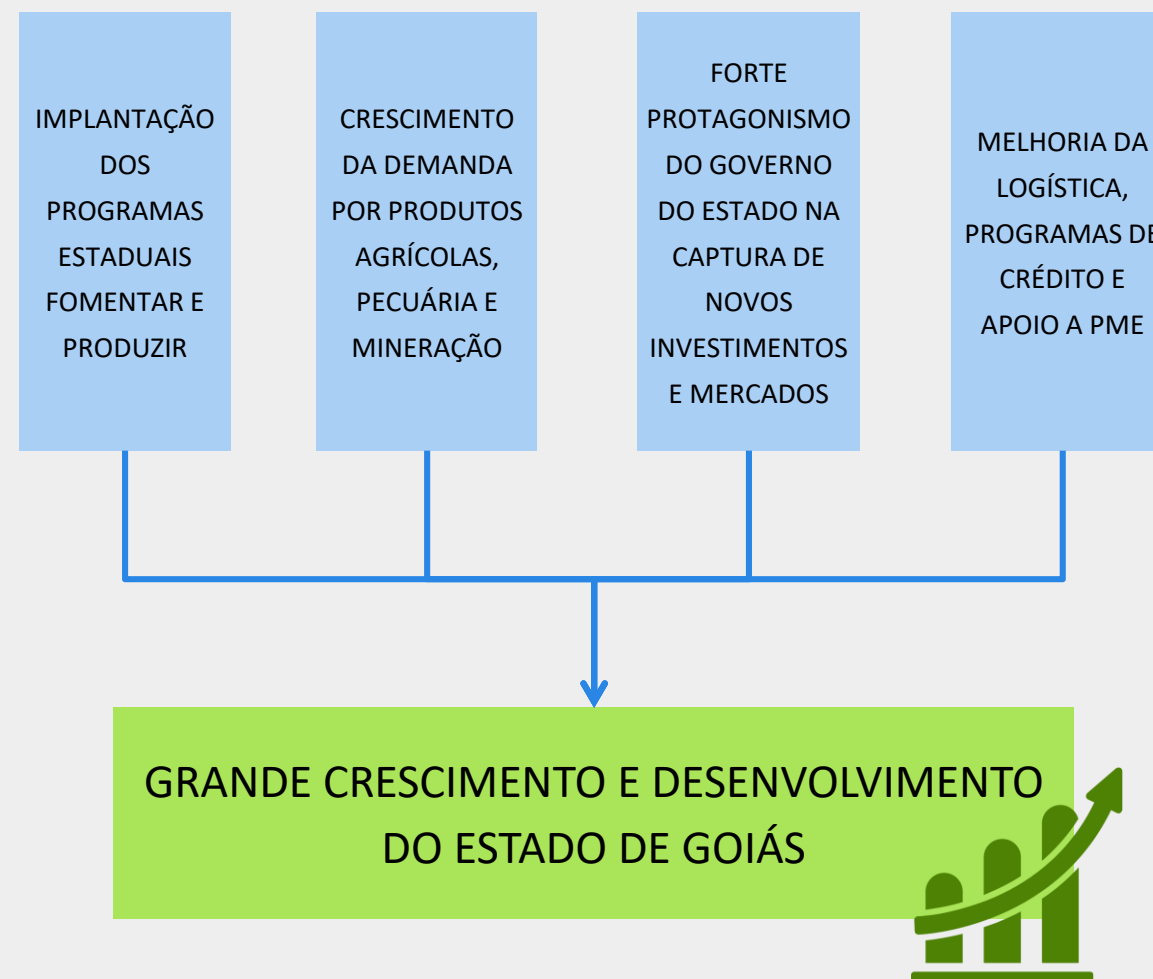 IMPLANTAÇÃO
DOS
PROGRAMAS
ESTADUAIS
FOMENTAR E
PRODUZIR
CRESCIMENTO
DA DEMANDA
POR PRODUTOS
AGRÍCOLAS,
PECUÁRIA E
MINERAÇÃO
FORTE
PROTAGONISMO
DO GOVERNO
DO ESTADO NA
CAPTURA DE
NOVOS
INVESTIMENTOS
E MERCADOS
MELHORIA DA
LOGÍSTICA,
PROGRAMAS DE
CRÉDITO E
APOIO A PME
GRANDE CRESCIMENTO E DESENVOLVIMENTO
DO ESTADO DE GOIÁS